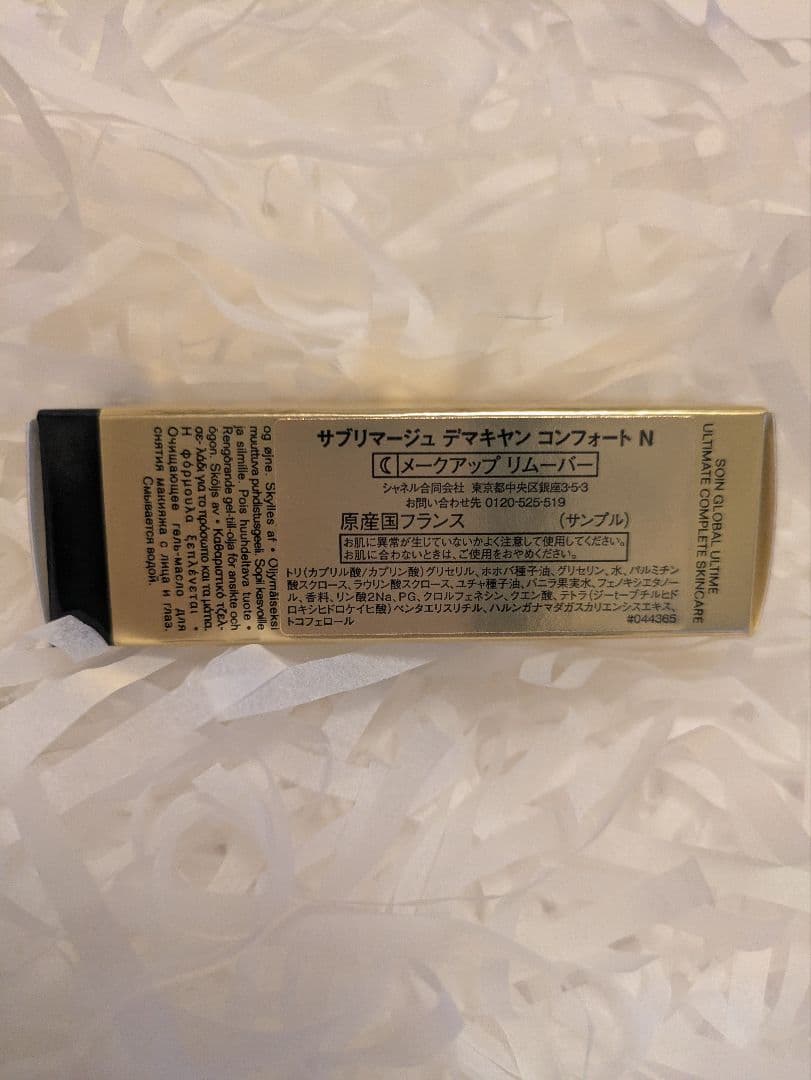 サブリマージュ デマキヤン コンフォート N
メークアップ リムーバー
シャネル合同会社 東京都中央区銀座3-5-3
お問い合わせ先 0120-525-519
原産国フランス (サンプル)
お肌に異常が生じていないかよく注意して使用してください。
お肌に合わないときは、ご使用をおやめください。
トリ(カプリル酸/カプリン酸)グリセリル、ホホバ種子油、グリセリン、水、パルミチン
酸スクロース、ラウリン酸スクロース、ユチャ種子油、バニラ果実水、フェノキシエタノー
ル、香料、リン酸2Na、PG、クロルフェネシン、クエン酸、テトラ(ジ-t-ブチルヒド
ロキシヒドロケイヒ酸)ペンタエリスリチル、ハルンガナマダガスカリエンシスエキス、
トコフェロール #044365
SOIN GLOBAL ULTIME
ULTIMATE COMPLETE SKINCARE
og øjne. Skylles af • Öljymäiseksi
muuttuva puhdistusgeeli. Sopii kasvoille
ja silmille. Pois huuhdeltava tuote •
Rengörande gel-till-olja för ansikte och
ögon. Sköljs av • Καθαριστικό τζελ-
σε-λάδι για το πρόσωπο και τα μάτια.
Η φόρμουλα ξεπλένεται •
Очищающее гель-масло для
снятия макияжа с лица и глаз.
Смывается водой.